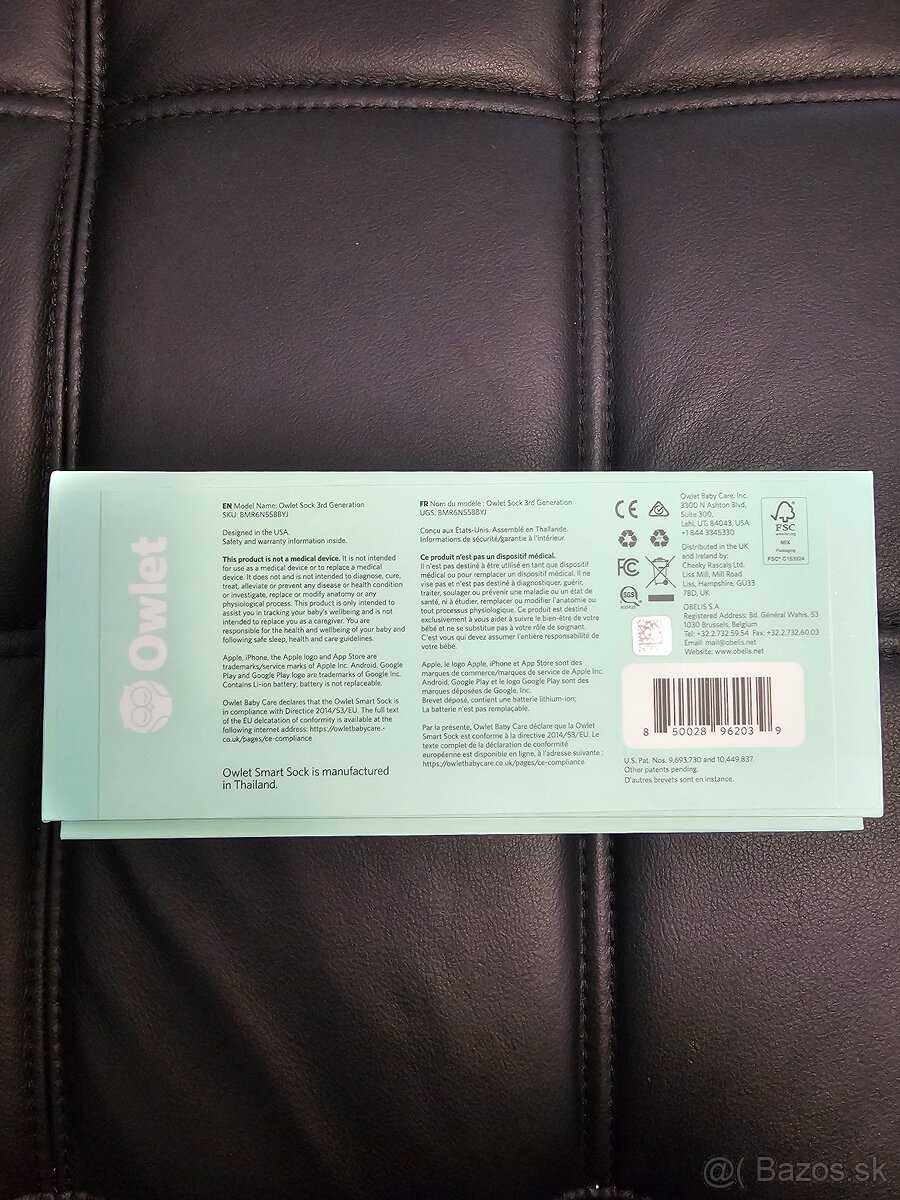 Owlet
EN Model Name: Owlet Sock 3rd Generation
SKU: BMR6N55BBYJ
Designed in the USA.
Safety and warranty information inside.
This product is not a medical device. It is not intended
for use as a medical device or to replace a medical
device. It does not and is not intended to diagnose, cure,
treat, alleviate or prevent any disease or health condition
or investigate, replace or modify anatomy or any
physiological process. This product is only intended to
assist you in tracking your baby's wellbeing and is not
intended to replace you as a caregiver. You are
responsible for the health and wellbeing of your baby and
following safe sleep, health and care guidelines.
Apple, iPhone, the Apple logo and App Store are
trademarks/service marks of Apple Inc. Android, Google
Play and Google Play logo are trademarks of Google Inc.
Contains Li-ion battery; battery is not replaceable.
Owlet Baby Care declares that the Owlet Smart Sock is
in compliance with Directice 2014/53/EU. The full text
of the EU delcatation of conformity is available at the
following internet address: https://owletbabycare.-
co.uk/pages/ce-compliance
Owlet Smart Sock is manufactured
in Thailand.
FR Nom du modèle : Owlet Sock 3rd Generation
UGS: BMR6N55BBYJ
Conçu aux États-Unis. Assemblé en Thaïlande.
Informations de sécurité/garantie à l'intérieur.
Ce produit n'est pas un dispositif médical.
Il n'est pas destiné à être utilisé en tant que dispositif
médical ou pour remplacer un dispositif médical. Il ne
vise pas et n'est pas destiné à diagnostiquer, guérir,
traiter, soulager ou prévenir une maladie ou un état de
santé, ni à étudier, remplacer ou modifier l'anatomie ou
tout processus physiologique. Ce produit est destiné
exclusivement à vous aider à suivre le bien-être de votre
bébé et ne se substitue pas à votre rôle de soignant.
C'est vous qui devez assumer l'entière responsabilité de
votre bébé.
Apple, le logo Apple, iPhone et App Store sont des
marques de commerce/marques de service de Apple Inc.
Android, Google Play et le logo Google Play sont des
marques déposées de Google, Inc.
Brevet déposé, contient une batterie lithium-ion;
La batterie n'est pas remplaçable.
Par la présente, Owlet Baby Care déclare que la Owlet
Smart Sock est conforme à la directive 2014/53/EU. Le
texte complet de la déclaration de conformité
européenne est disponible en ligne, à l'adresse suivante :
https://owletbabycare.co.uk/pages/ce-compliance
CE
FC
SGS
Owlet Baby Care, Inc.
3300 N Ashton Blvd,
Suite 300,
Lehi, UT, 84043, USA
+1 844 3345330
Distributed in the UK
and Ireland by:
Cheeky Rascals Ltd.
Liss Mill, Mill Road
Liss, Hampshire, GU33
7BD, UK
OBELIS S.A
Registered Address: Bd. Général Wahis, 53
1030 Brussels, Belgium
Tel: +32.2.732.59.54 Fax: +32.2.732.60.03
Email: mail@obelis.net
Website: www.obelis.net
FSC
www.fsc.org
MIX
Packaging
8 50028 96203 9
U.S. Pat. Nos. 9,693,730 and 10,449,837.
Other patents pending.
D'autres brevets sont en instance.
@( Bazos.sk